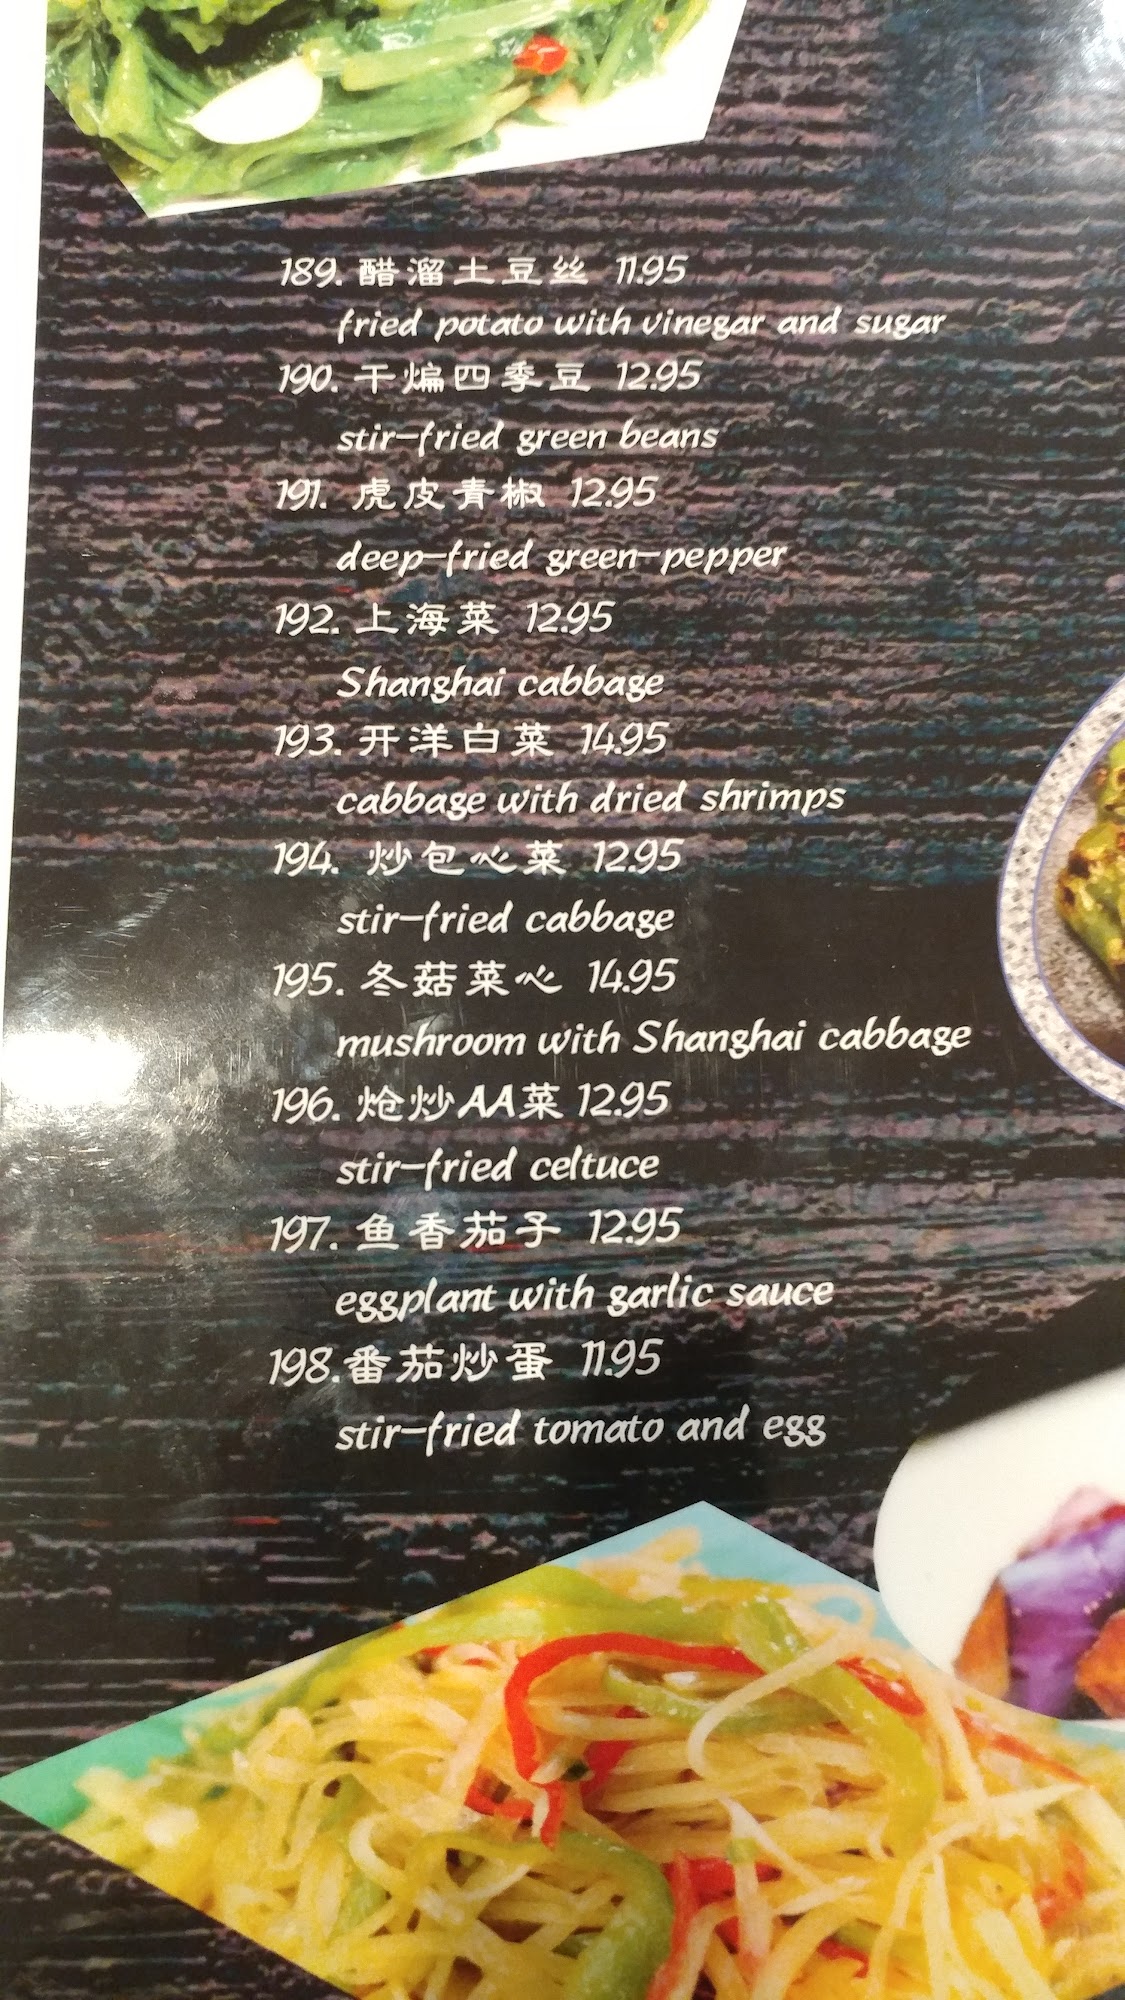 189. 醋溜土豆丝 11.95
fried potato with vinegar and sugar
190. 干煸四季豆 12.95
stir-fried green beans
191. 虎皮青椒 12.95
deep-fried green-pepper
192. 上海菜 12.95
Shanghai cabbage
193. 开洋白菜 14.95
cabbage with dried shrimps
194. 炒包心菜 12.95
stir-fried cabbage
195. 冬菇菜心 14.95
mushroom with Shanghai cabbage
196. 炝炒AA菜 12.95
stir-fried celtuce
197. 鱼香茄子 12.95
eggplant with garlic sauce
198. 番茄炒蛋 11.95
stir-fried tomato and egg